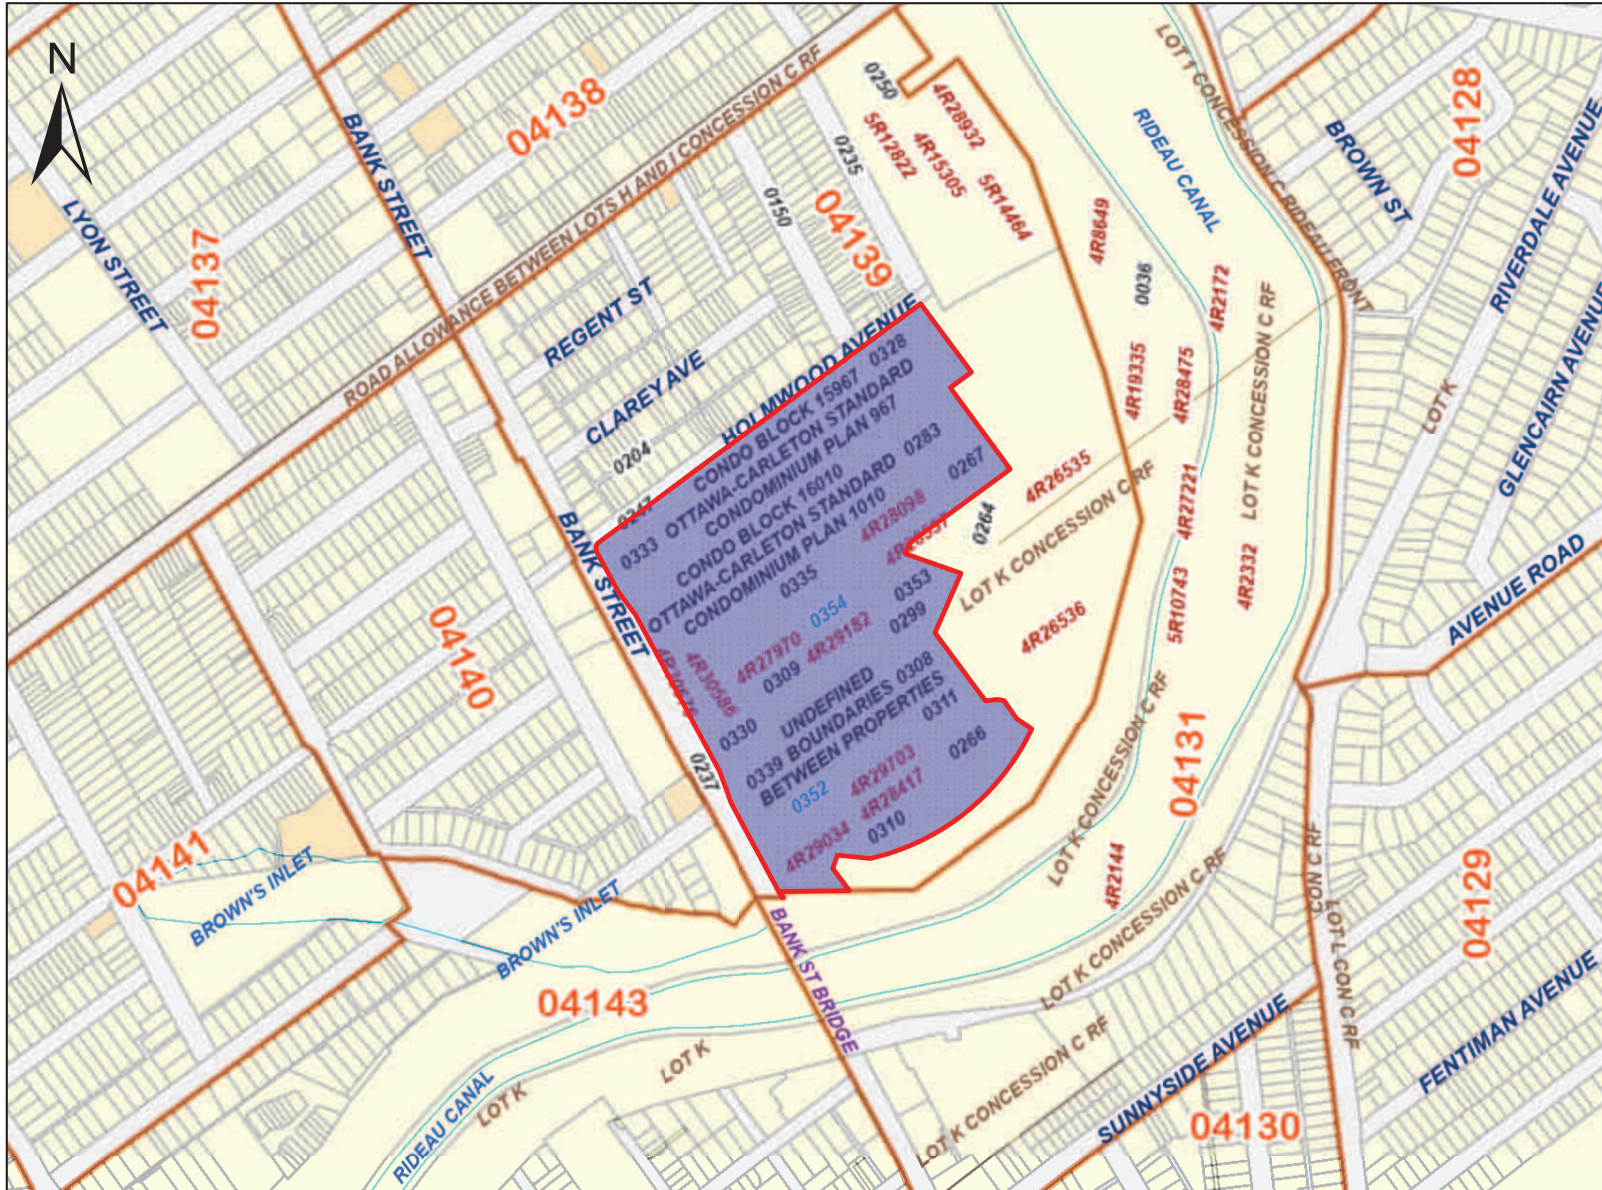 N
04138
04128
04137
04139
04140
04141
04131
04129
04143
04130
BANK STREET
LYON STREET
ROAD ALLOWANCE BETWEEN LOTS H AND I CONCESSION C RF
REGENT ST
CLAREY AVE
HOLMWOOD AVENUE
0250
0235
0150
0204
4R28932
5R12822
4R15305
5R14464
4R8649
0036
4R2172
4R19335
4R28475
4R27221
5R10743
4R2332
4R2144
RIDEAU CANAL
LOT 1 CONCESSION C RIDEAU FRONT
BROWN ST
RIVERDALE AVENUE
GLENCAIRN AVENUE
LOT K
AVENUE ROAD
LOT K CONCESSION C RF
LOT K CONCESSION C RF
4R26535
0264
4R26536
CONDO BLOCK 15967 0328
OTTAWA-CARLETON STANDARD
CONDOMINIUM PLAN 967
0333
CONDO BLOCK 16010
OTTAWA-CARLETON STANDARD 0283
CONDOMINIUM PLAN 1010
0267
4R28098
0335
0354
0353
0299
4R27970
0309 4R29182
4R30586
0330
UNDEFINED
0339 BOUNDARIES 0308
BETWEEN PROPERTIES
0311
0352
4R29703
0266
4R29034 4R28417
0310
BANK STREET
0237
BROWN'S INLET
BROWN'S INLET
BANK ST BRIDGE
RIDEAU CANAL
LOT K
LOT K
LOT K CONCESSION C RF
LOT K CONCESSION C RF
LOT K CONCESSION C RF
CON C RF
LOT L CON C RF
SUNNYSIDE AVENUE
FENTIMAN AVENUE